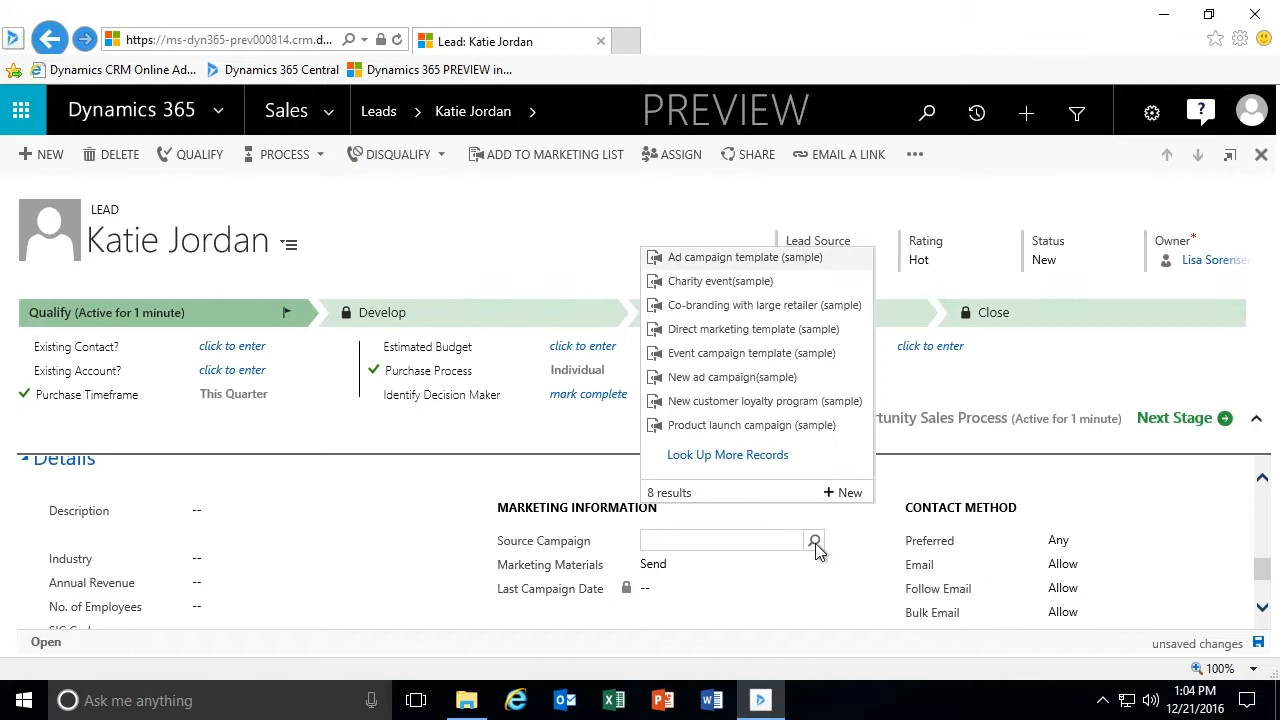 https://ms-dyn365-prev000814.crm.d...
Lead: Katie Jordan
Dynamics CRM Online Ad...
Dynamics 365 Central
Dynamics 365 PREVIEW in...
Dynamics 365
Sales
Leads
Katie Jordan
PREVIEW
NEW
DELETE
QUALIFY
PROCESS
DISQUALIFY
ADD TO MARKETING LIST
ASSIGN
SHARE
EMAIL A LINK
LEAD
Katie Jordan
Lead Source
Rating
Hot
Status
New
Owner*
Lisa Sorense
Qualify (Active for 1 minute)
Develop
Close
Existing Contact? click to enter
Existing Account? click to enter
Purchase Timeframe This Quarter
Estimated Budget click to enter
Purchase Process Individual
Identify Decision Maker mark complete
click to enter
rtunity Sales Process (Active for 1 minute)
Next Stage
Ad campaign template (sample)
Charity event(sample)
Co-branding with large retailer (sample)
Direct marketing template (sample)
Event campaign template (sample)
New ad campaign(sample)
New customer loyalty program (sample)
Product launch campaign (sample)
Look Up More Records
8 results + New
Details
Description --
Industry --
Annual Revenue --
No. of Employees --
MARKETING INFORMATION
Source Campaign
Marketing Materials Send
Last Campaign Date --
CONTACT METHOD
Preferred Any
Email Allow
Follow Email Allow
Bulk Email Allow
Open
unsaved changes
100%
Ask me anything
1:04 PM
12/21/2016